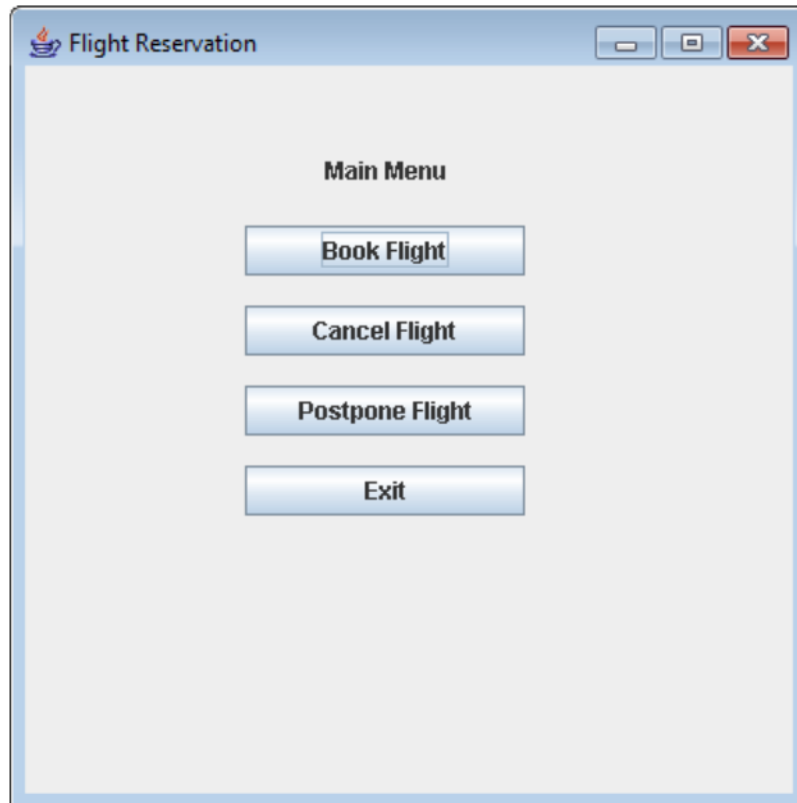 Flight Reservation
Main Menu
Book Flight
Cancel Flight
Postpone Flight
Exit